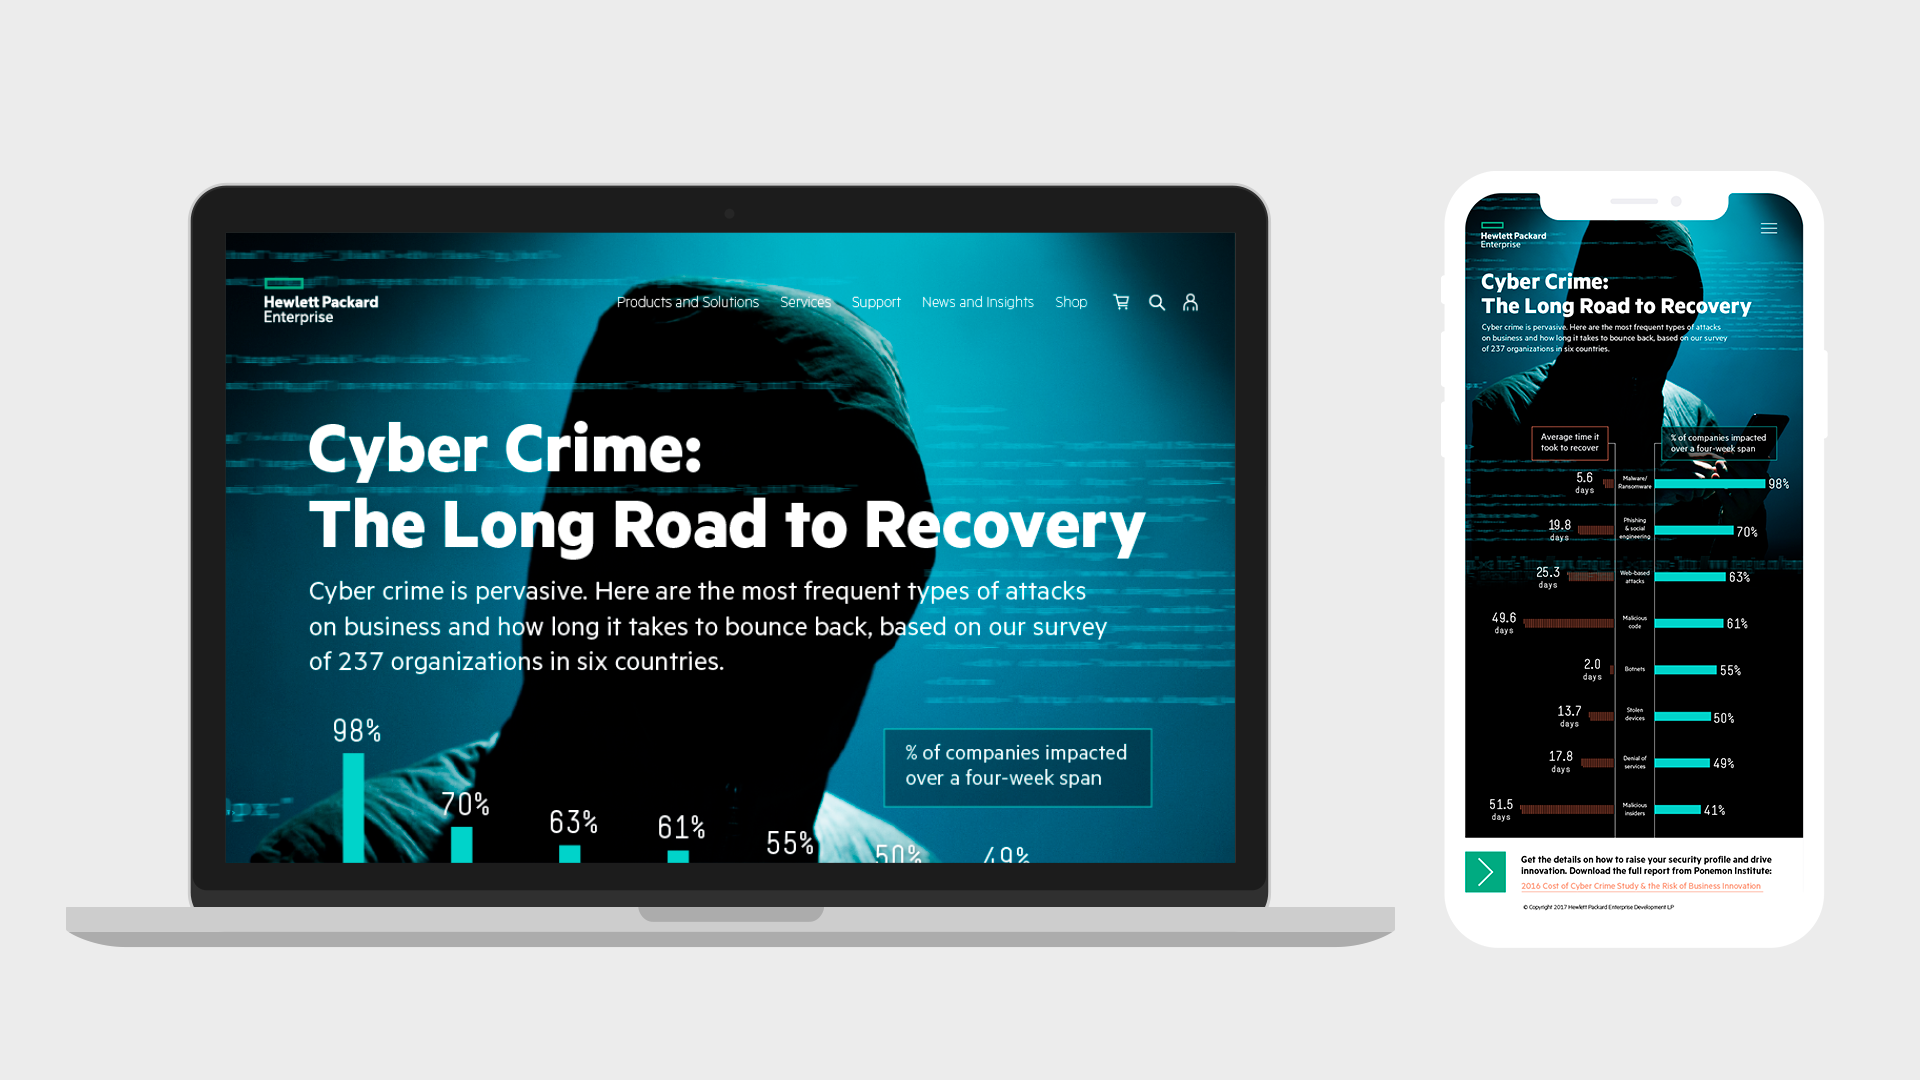 Hewlett Packard
Enterprise
Products and Solutions
Services
Support
News and Insights
Shop
Cyber Crime:
The Long Road to Recovery
Cyber crime is pervasive. Here are the most frequent types of attacks
on business and how long it takes to bounce back, based on our survey
of 237 organizations in six countries.
98%
70%
63%
61%
55%
50%
49%
% of companies impacted
over a four-week span
Hewlett Packard
Enterprise
Cyber Crime:
The Long Road to Recovery
Cyber crime is pervasive. Here are the most frequent types of attacks
on business and how long it takes to bounce back, based on our survey
of 237 organizations in six countries.
Average time it
took to recover
% of companies impacted
over a four-week span
5.6
days
Malware/
Ransomware
98%
19.8
days
Phishing
& social
engineering
70%
25.3
days
Web-based
attacks
63%
49.6
days
Malicious
code
61%
2.0
days
Botnets
55%
13.7
days
Stolen
devices
50%
17.8
days
Denial of
services
49%
51.5
days
Malicious
insiders
41%
Get the details on how to raise your security profile and drive
innovation. Download the full report from Ponemon Institute:
2016 Cost of Cyber Crime Study & the Risk of Business Innovation
© Copyright 2017 Hewlett Packard Enterprise Development LP